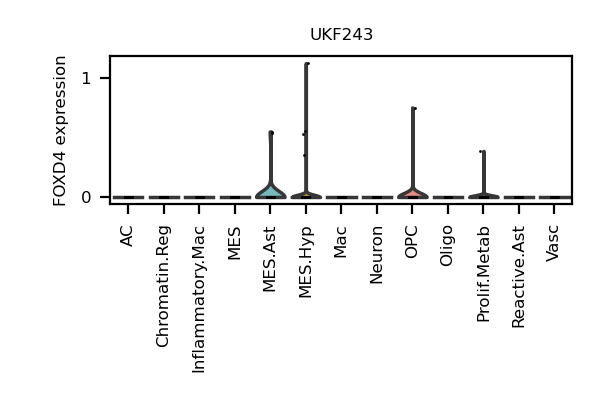 UKF243
FOXD4 expression
1
0
AC
Chromatin.Reg
Inflammatory.Mac
MES
MES.Ast
MES.Hyp
Mac
Neuron
OPC
Oligo
Prolif.Metab
Reactive.Ast
Vasc